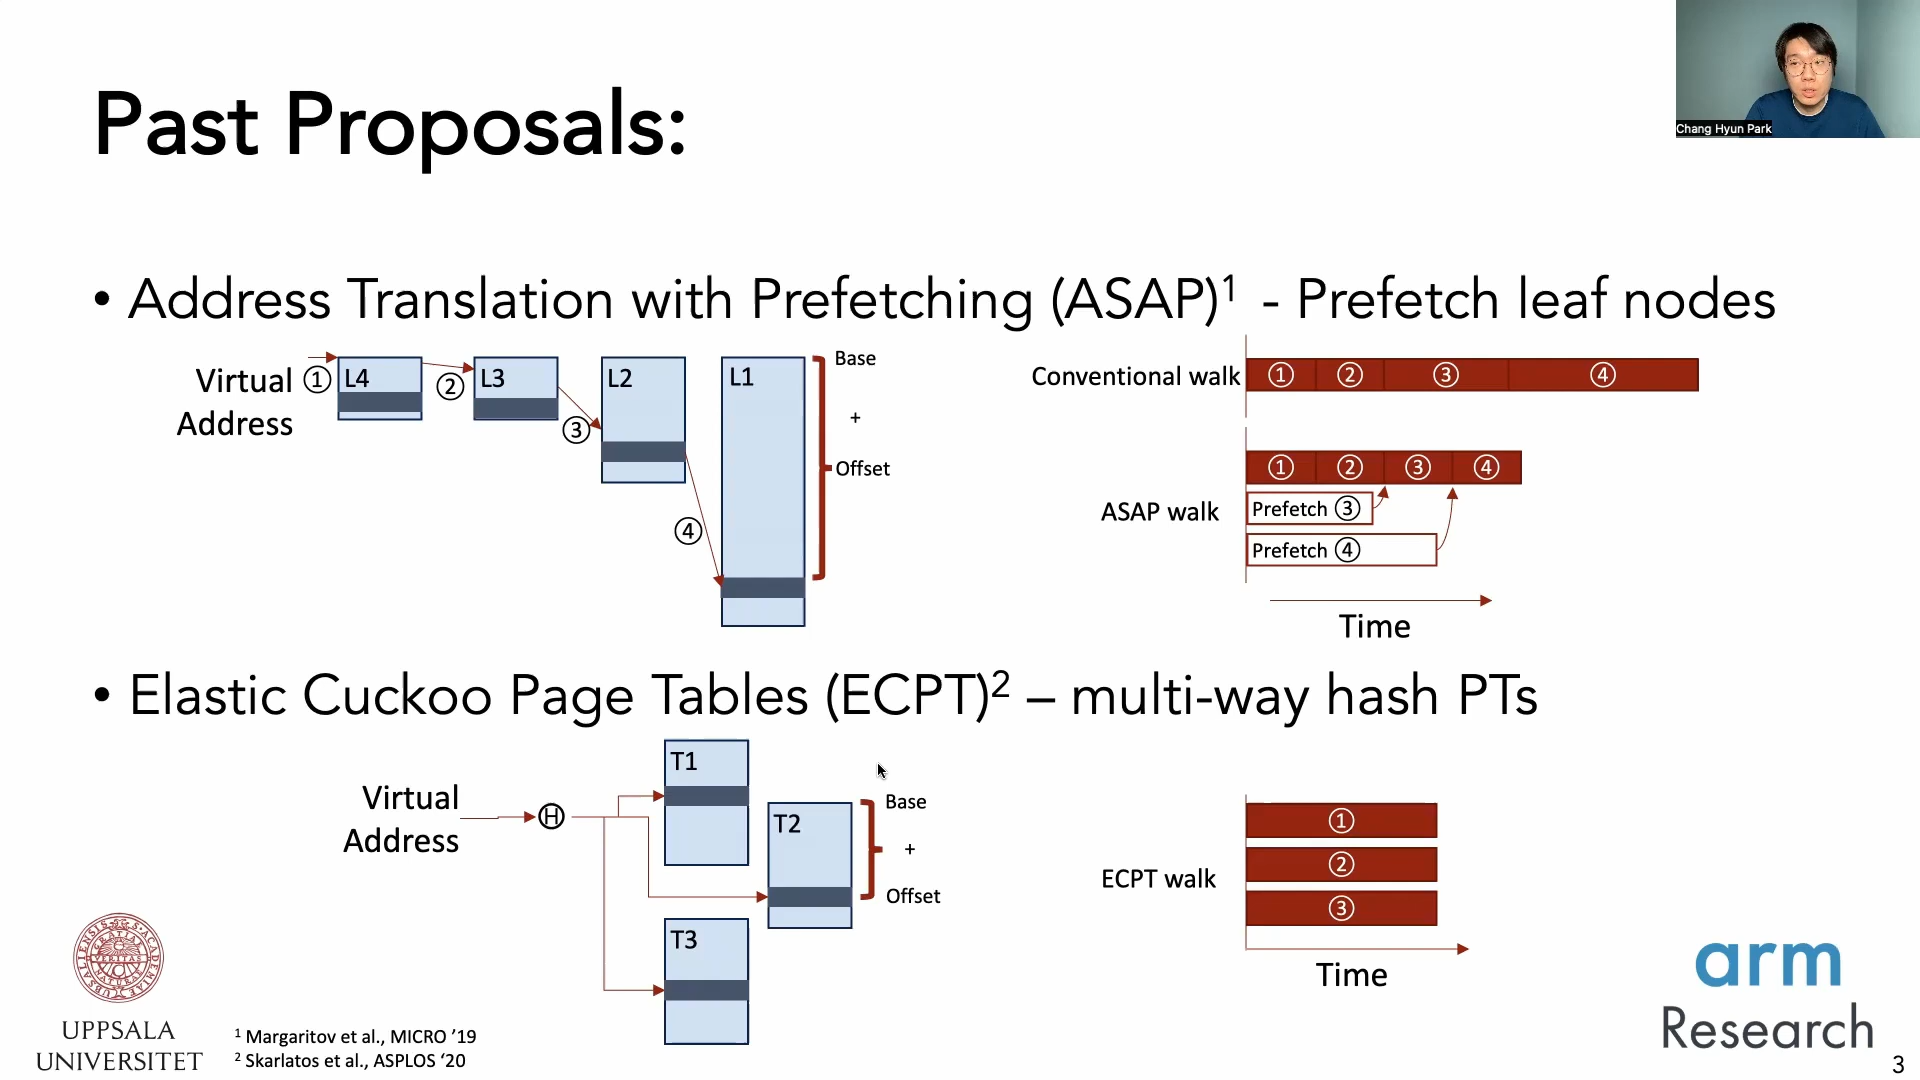 Chang Hyun Park
Past Proposals:
• Address Translation with Prefetching (ASAP)¹ - Prefetch leaf nodes
Virtual
Address
① L4
② L3
③ L2
④ L1
Base
+
Offset
Conventional walk ① ② ③ ④
ASAP walk ① ② ③ ④
Prefetch ③
Prefetch ④
Time
• Elastic Cuckoo Page Tables (ECPT)² – multi-way hash PTs
Virtual
Address
H
T1
T2
T3
Base
+
Offset
ECPT walk
①
②
③
Time
UPPSALA
UNIVERSITET
¹ Margaritov et al., MICRO ’19
² Skarlatos et al., ASPLOS ‘20
arm
Research
3